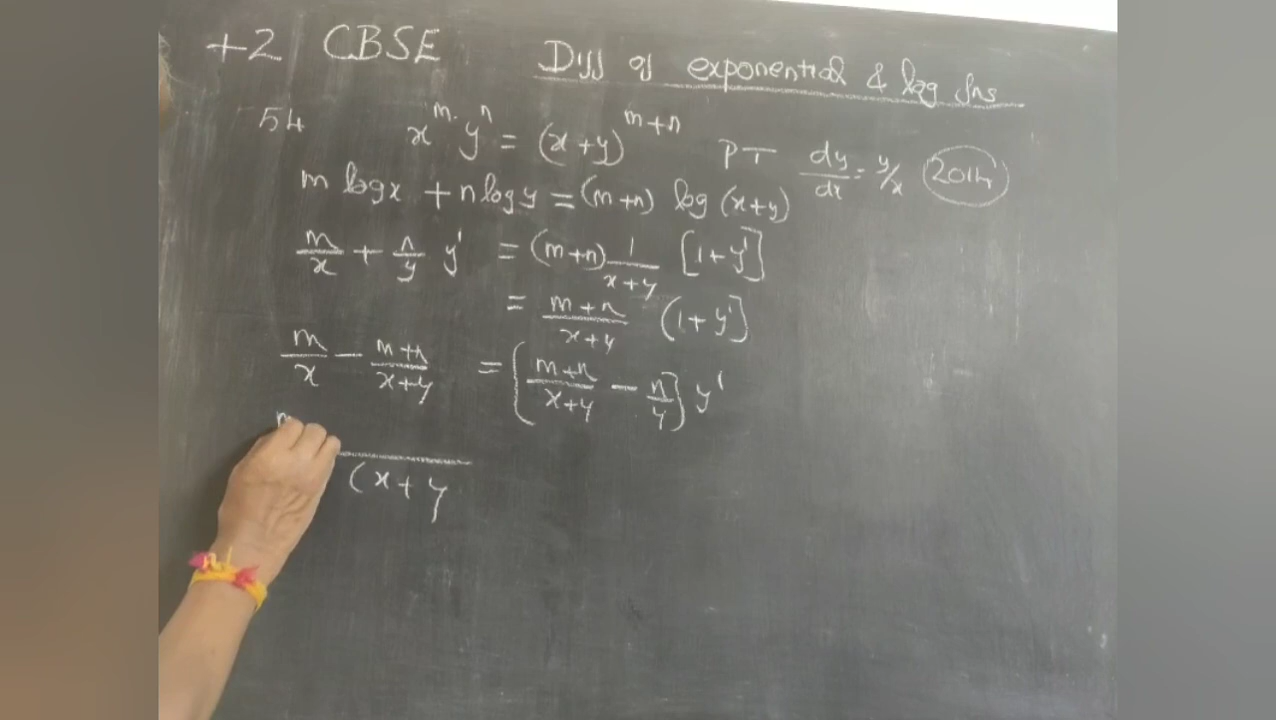 +2 CBSE Diff of exponential & log fns
54 x^m. y^n = (x+y)^m+n PT dy/dx = y/x 2014
m log x + n log y = (m+n) log (x+y)
m/x + n/y y' = (m+n) 1/x+y [1+y']
= m+n/x+y (1+y']
m/x - m+n/x+y = [m+n/x+y - n/y] y'
m
(x+y